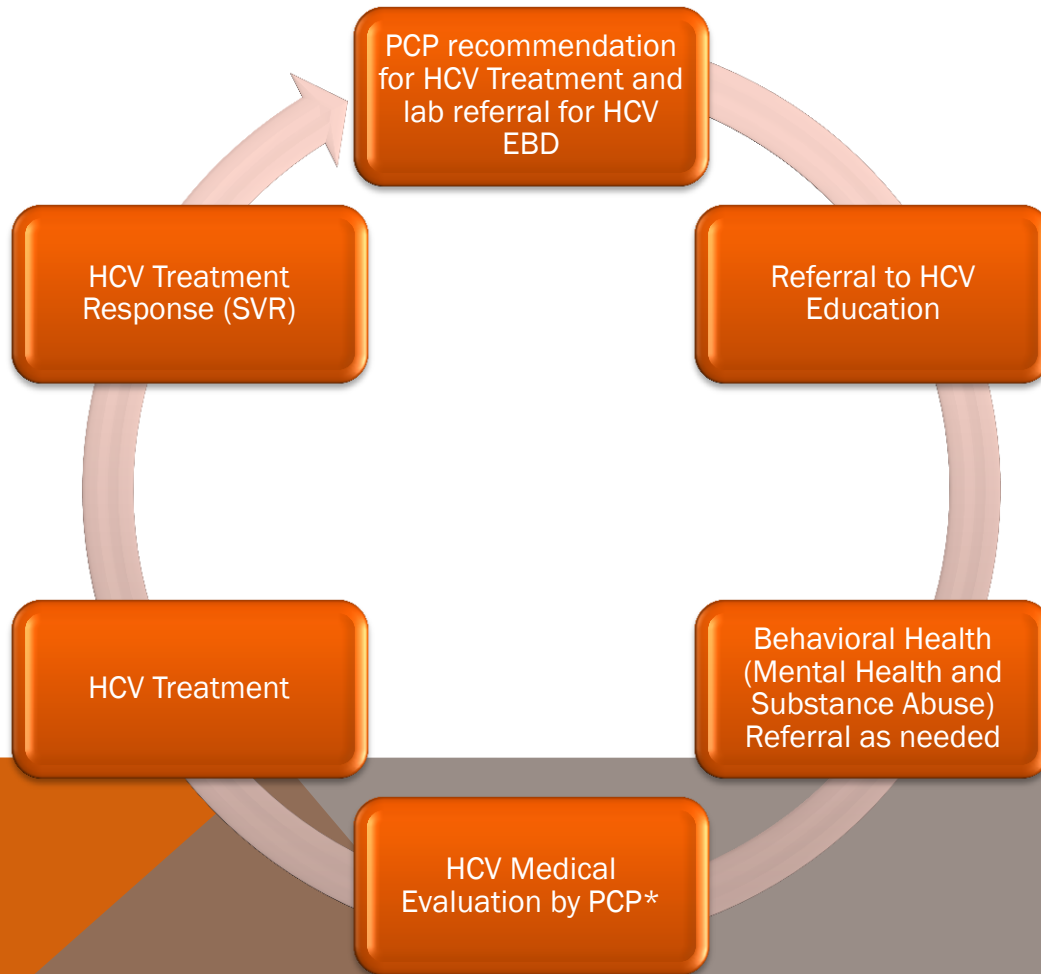 PCP recommendation
for HCV Treatment and
lab referral for HCV
EBD
Referral to HCV
Education
Behavioral Health
(Mental Health and
Substance Abuse)
Referral as needed
HCV Medical
Evaluation by PCP*
HCV Treatment
HCV Treatment
Response (SVR)